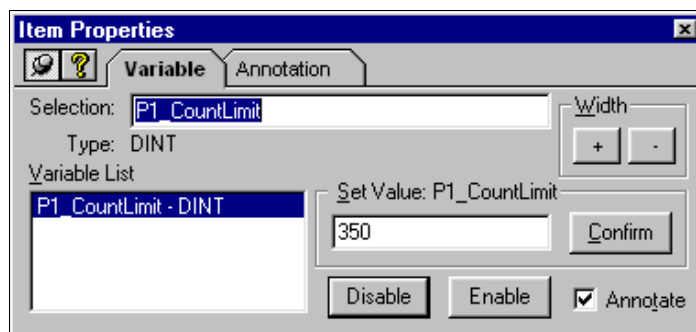 Item Properties
? Variable Annotation
Selection: P1_CountLimit
Width
Type: DINT
+ -
Variable List
P1_CountLimit - DINT
Set Value: P1_CountLimit
350 Confirm
Disable Enable Annotate